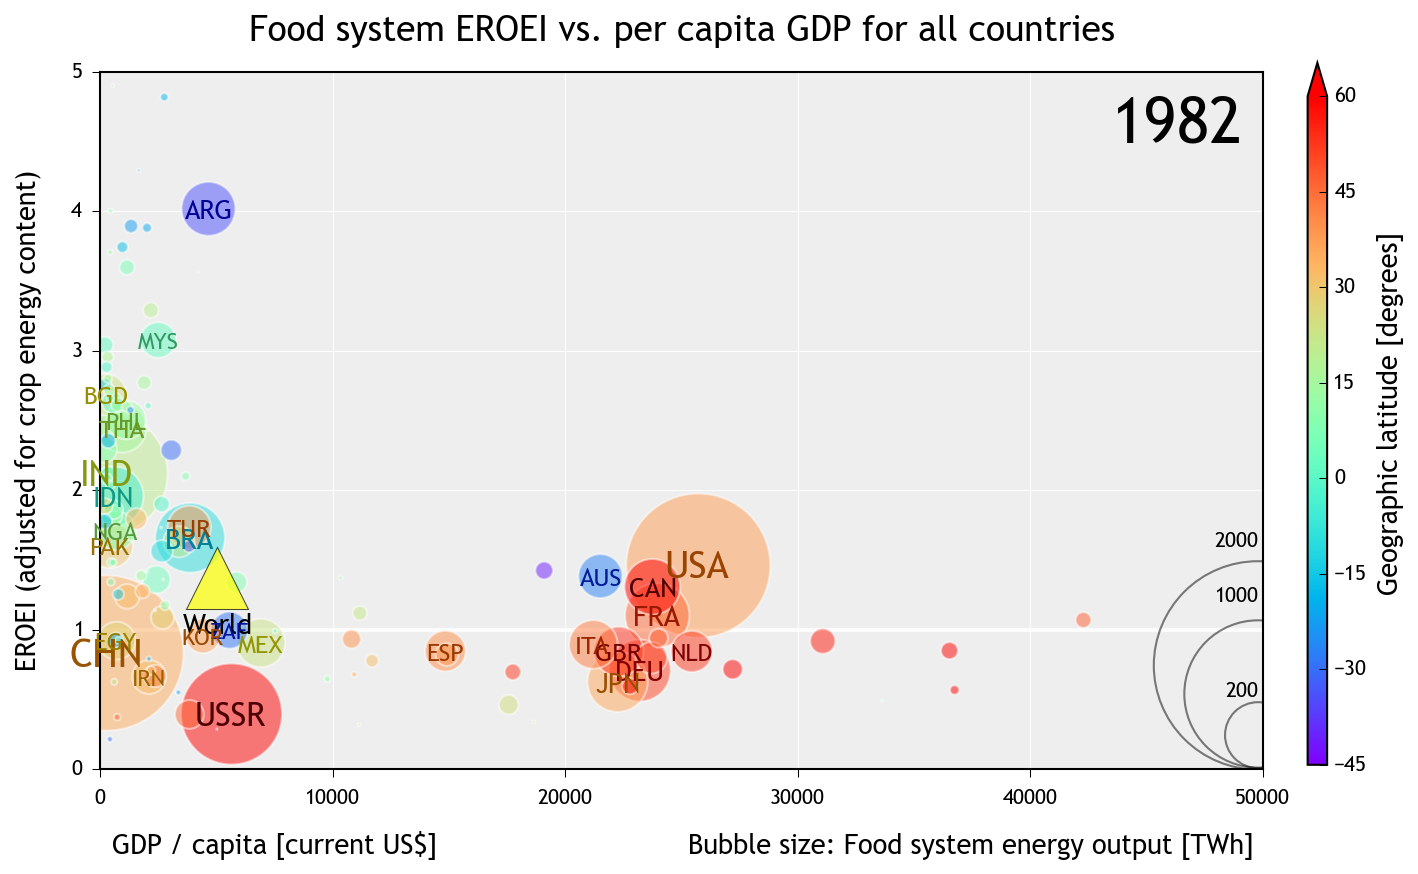 Food system EROEI vs. per capita GDP for all countries
1982
EROEI (adjusted for crop energy content)
5
4
3
2
1
0
ARG
MYS
BGD
PHL
THA
IND
IDN
NGA
TUR
BRA
PAK
World
ZAF
KOR
MEX
EGY
CHN
IRN
USSR
ESP
AUS
USA
CAN
FRA
ITA
GBR
NLD
DEU
JPN
2000
1000
200
0
10000
20000
30000
40000
50000
GDP / capita [current US$]
Bubble size: Food system energy output [TWh]
60
45
30
15
0
−15
−30
−45
Geographic latitude [degrees]